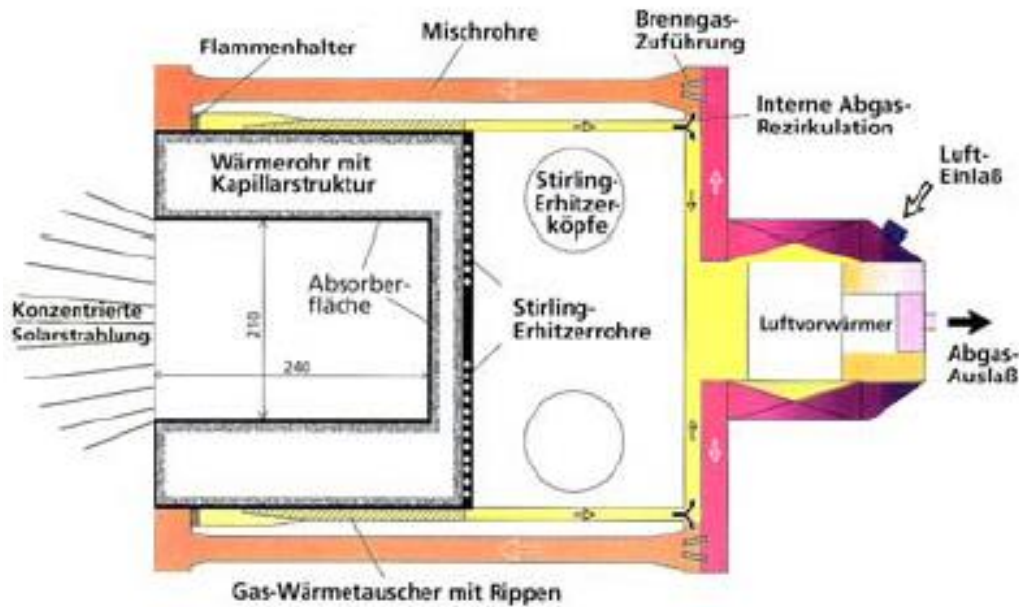 Flammenhalter
Mischrohre
Brenngas-
Zuführung
Interne Abgas-
Rezirkulation
Luft-
Einlaß
Wärmerohr mit
Kapillarstruktur
Stirling-
Erhitzer-
köpfe
Absorber-
fläche
Konzentrierte
Solarstrahlung
210
240
Stirling-
Erhitzerrohre
Luftvorwärmer
Abgas-
Auslaß
Gas-Wärmetauscher mit Rippen